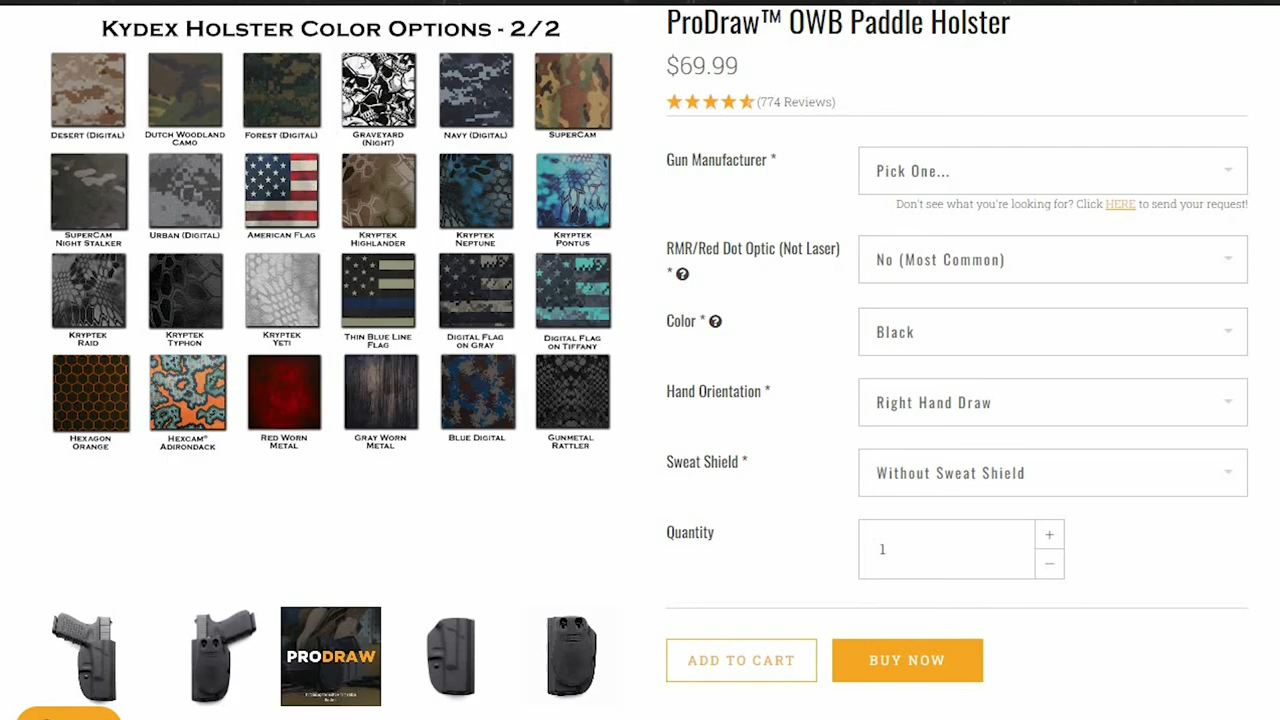 KYDEX HOLSTER COLOR OPTIONS - 2/2
DESERT (DIGITAL)
DUTCH WOODLAND
CAMO
FOREST (DIGITAL)
GRAVEYARD
(NIGHT)
NAVY (DIGITAL)
SUPERCAM
SUPERCAM
NIGHT STALKER
URBAN (DIGITAL)
AMERICAN FLAG
KRYPTEK
HIGHLANDER
KRYPTEK
NEPTUNE
KRYPTEK
PONTUS
KRYPTEK
RAID
KRYPTEK
TYPHON
KRYPTEK
YETI
THIN BLUE LINE
FLAG
DIGITAL FLAG
ON GRAY
DIGITAL FLAG
ON TIFFANY
HEXAGON
ORANGE
HEXCAM®
ADIRONDACK
RED WORN
METAL
GRAY WORN
METAL
BLUE DIGITAL
GUNMETAL
RATTLER
PRODRAW
ProDraw™ OWB Paddle Holster
$69.99
(774 Reviews)
Gun Manufacturer *
Pick One...
Don't see what you're looking for? Click HERE to send your request!
RMR/Red Dot Optic (Not Laser)
* ?
No (Most Common)
Color * ?
Black
Hand Orientation *
Right Hand Draw
Sweat Shield *
Without Sweat Shield
Quantity
1
+
−
ADD TO CART
BUY NOW